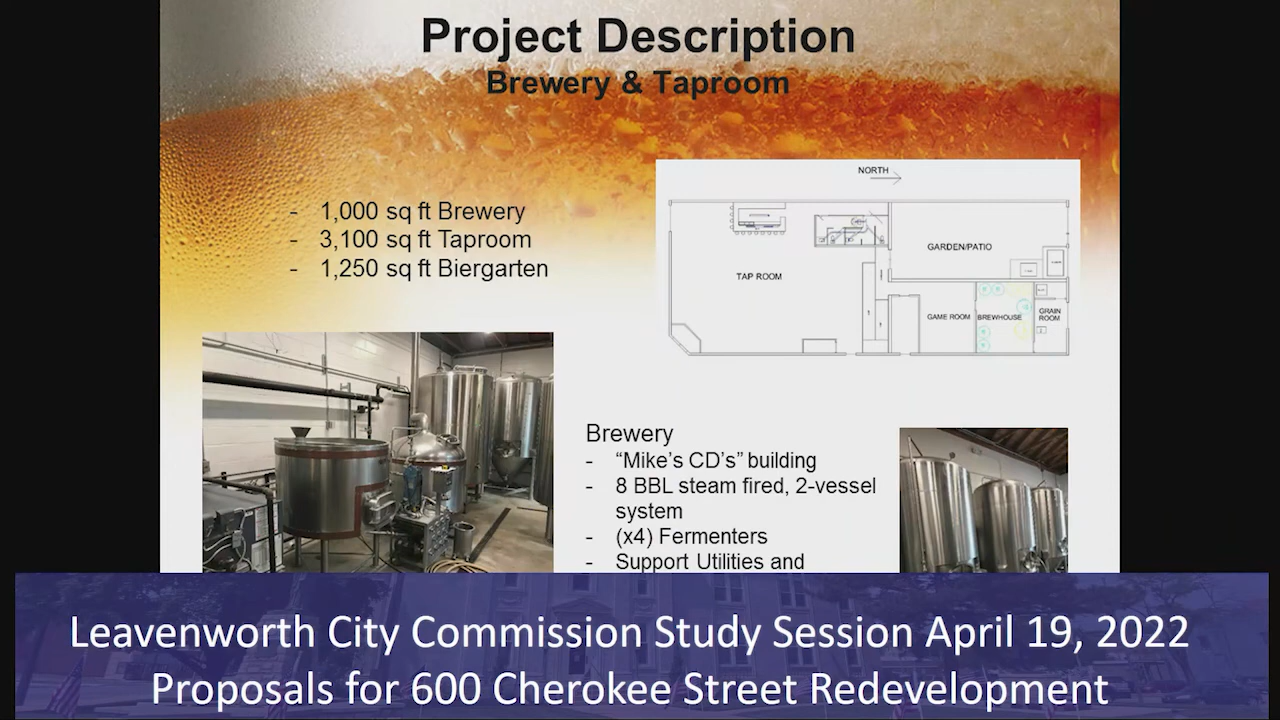 Project Description
Brewery & Taproom
- 1,000 sq ft Brewery
- 3,100 sq ft Taproom
- 1,250 sq ft Biergarten
NORTH
GARDEN/PATIO
TAP ROOM
GAME ROOM
BREWHOUSE
GRAIN
ROOM
Brewery
- “Mike’s CD’s” building
- 8 BBL steam fired, 2-vessel
system
- (x4) Fermenters
- Support Utilities and
Leavenworth City Commission Study Session April 19, 2022
Proposals for 600 Cherokee Street Redevelopment